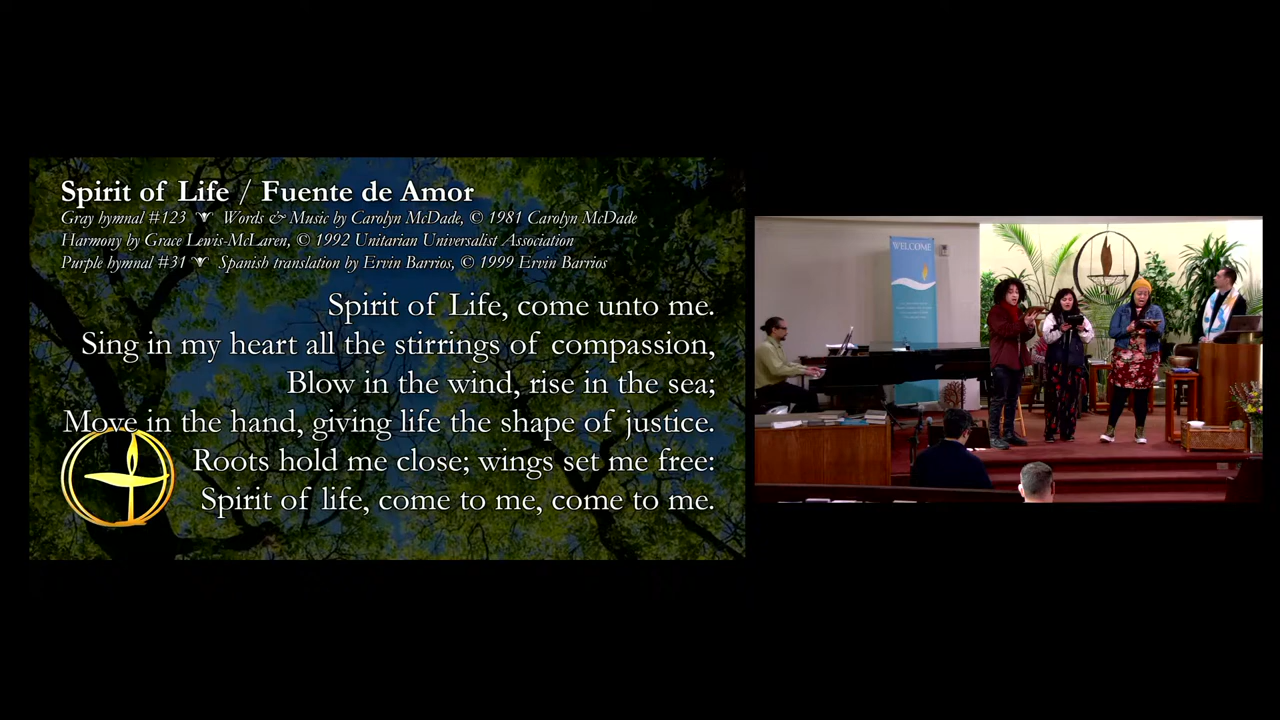 Spirit of Life / Fuente de Amor
Gray hymnal #123 Words & Music by Carolyn McDade, © 1981 Carolyn McDade
Harmony by Grace Lewis-McLaren, © 1992 Unitarian Universalist Association
Purple hymnal #31 Spanish translation by Ervin Barrios, © 1999 Ervin Barrios
Spirit of Life, come unto me.
Sing in my heart all the stirrings of compassion,
Blow in the wind, rise in the sea;
Move in the hand, giving life the shape of justice.
Roots hold me close; wings set me free:
Spirit of life, come to me, come to me.
WELCOME